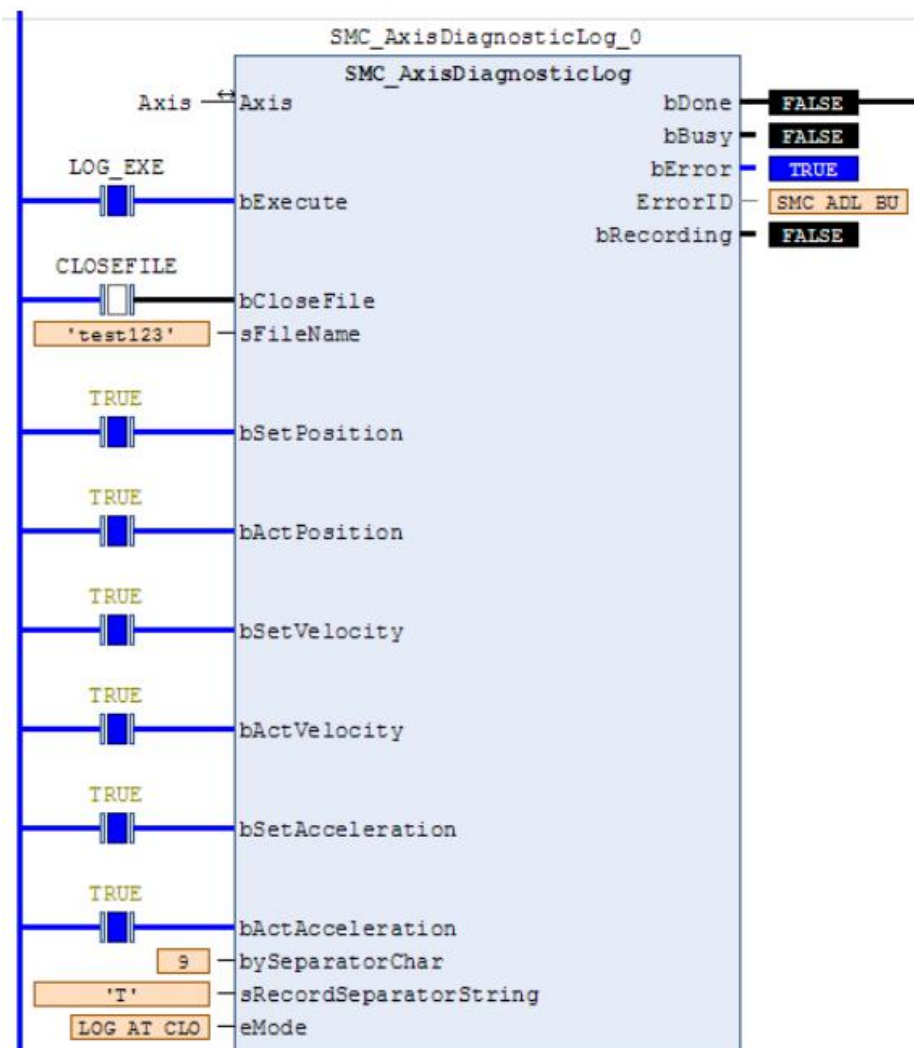 SMC_AxisDiagnosticLog_0
SMC_AxisDiagnosticLog
Axis Axis bDone FALSE
bBusy FALSE
LOG_EXE bError TRUE
bExecute ErrorID SMC_ADL_BU
bRecording FALSE
CLOSEFILE
bCloseFile
'test123' sFileName
TRUE
bSetPosition
TRUE
bActPosition
TRUE
bSetVelocity
TRUE
bActVelocity
TRUE
bSetAcceleration
TRUE
bActAcceleration
9 bySeparatorChar
'T' sRecordSeparatorString
LOG_AT_CLO eMode